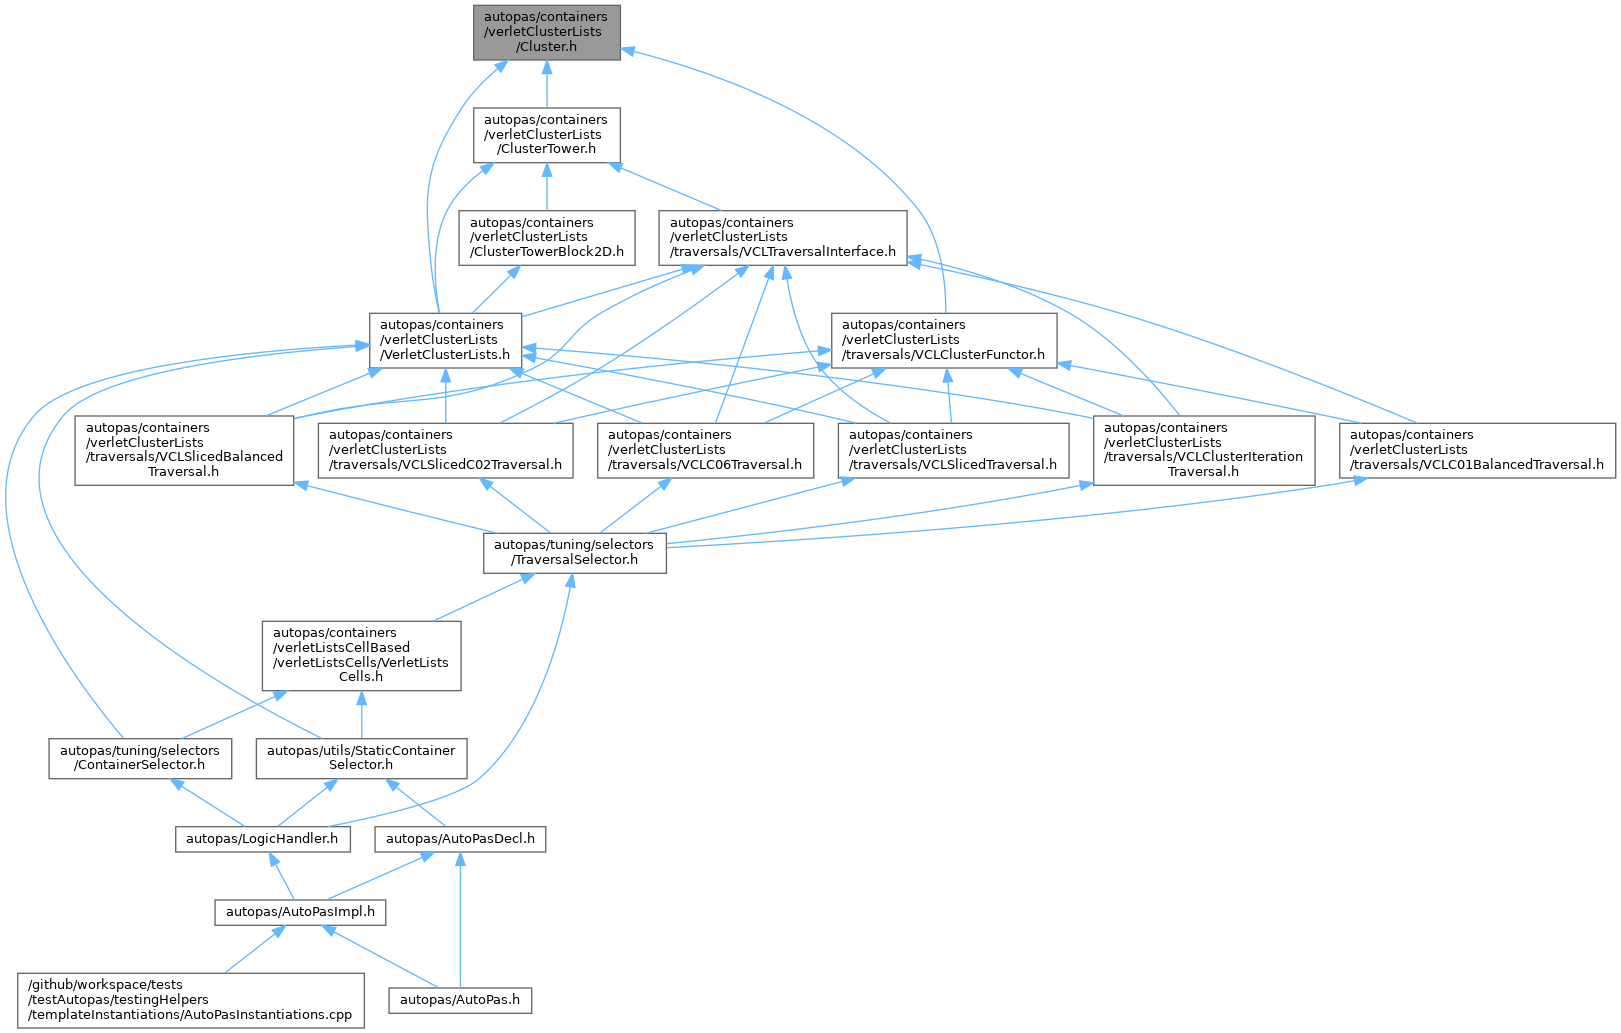 autopas/containers
/verletClusterLists
/Cluster.h
autopas/containers
/verletClusterLists
/ClusterTower.h
autopas/containers
/verletClusterLists
/ClusterTowerBlock2D.h
autopas/containers
/verletClusterLists
/traversals/VCLTraversalInterface.h
autopas/containers
/verletClusterLists
/VerletClusterLists.h
autopas/containers
/verletClusterLists
/traversals/VCLClusterFunctor.h
autopas/containers
/verletClusterLists
/traversals/VCLSlicedBalanced
Traversal.h
autopas/containers
/verletClusterLists
/traversals/VCLSlicedC02Traversal.h
autopas/containers
/verletClusterLists
/traversals/VCLC06Traversal.h
autopas/containers
/verletClusterLists
/traversals/VCLSlicedTraversal.h
autopas/containers
/verletClusterLists
/traversals/VCLClusterIteration
Traversal.h
autopas/containers
/verletClusterLists
/traversals/VCLC01BalancedTraversal.h
autopas/tuning/selectors
/TraversalSelector.h
autopas/containers
/verletListsCellBased
/verletListsCells/VerletLists
Cells.h
autopas/tuning/selectors
/ContainerSelector.h
autopas/utils/StaticContainer
Selector.h
autopas/LogicHandler.h
autopas/AutoPasDecl.h
autopas/AutoPasImpl.h
/github/workspace/tests
/testAutopas/testingHelpers
/templateInstantiations/AutoPasInstantiations.cpp
autopas/AutoPas.h